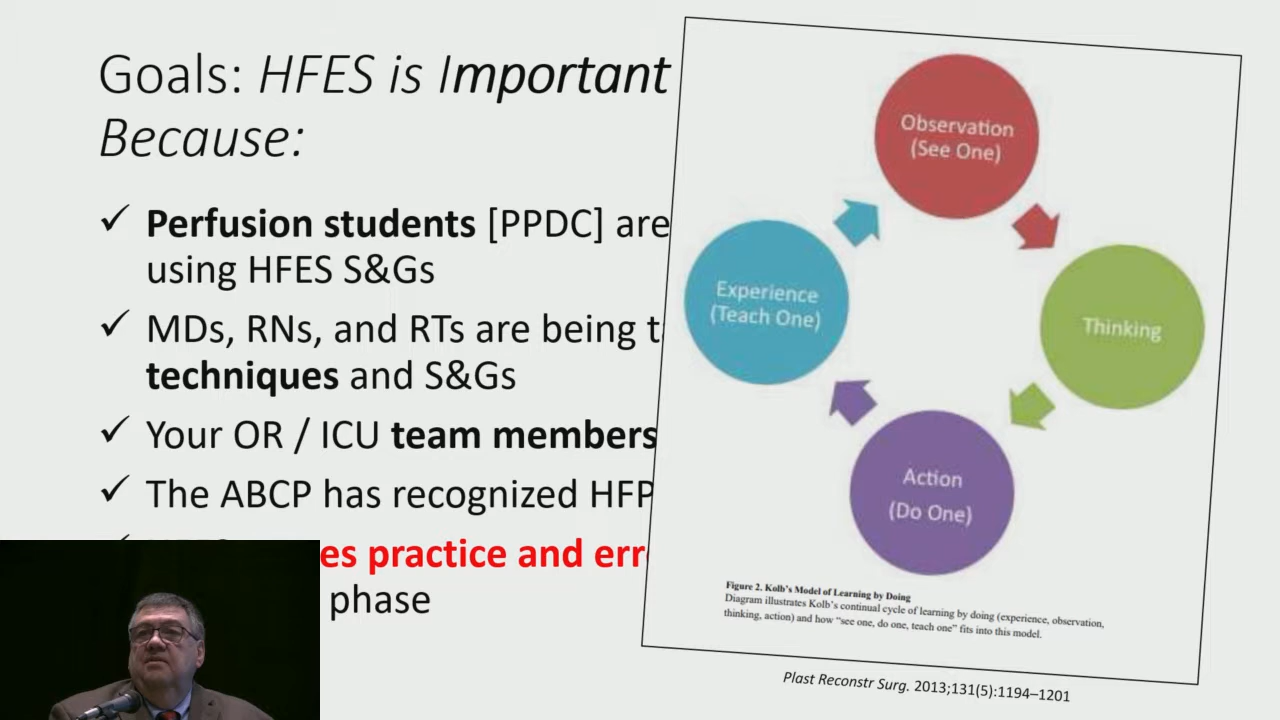 Goals: HFES is Important
Because:
✓ Perfusion students [PPDC] are
using HFES S&Gs
✓ MDs, RNs, and RTs are being t
techniques and S&Gs
✓ Your OR / ICU team members
✓ The ABCP has recognized HFP
es practice and err
phase
Observation
(See One)
Thinking
Action
(Do One)
Experience
(Teach One)
Figure 2. Kolb's Model of Learning by Doing
Diagram illustrates Kolb's continual cycle of learning by doing (experience, observation,
thinking, action) and how "see one, do one, teach one" fits into this model.
Plast Reconstr Surg. 2013;131(5):1194–1201